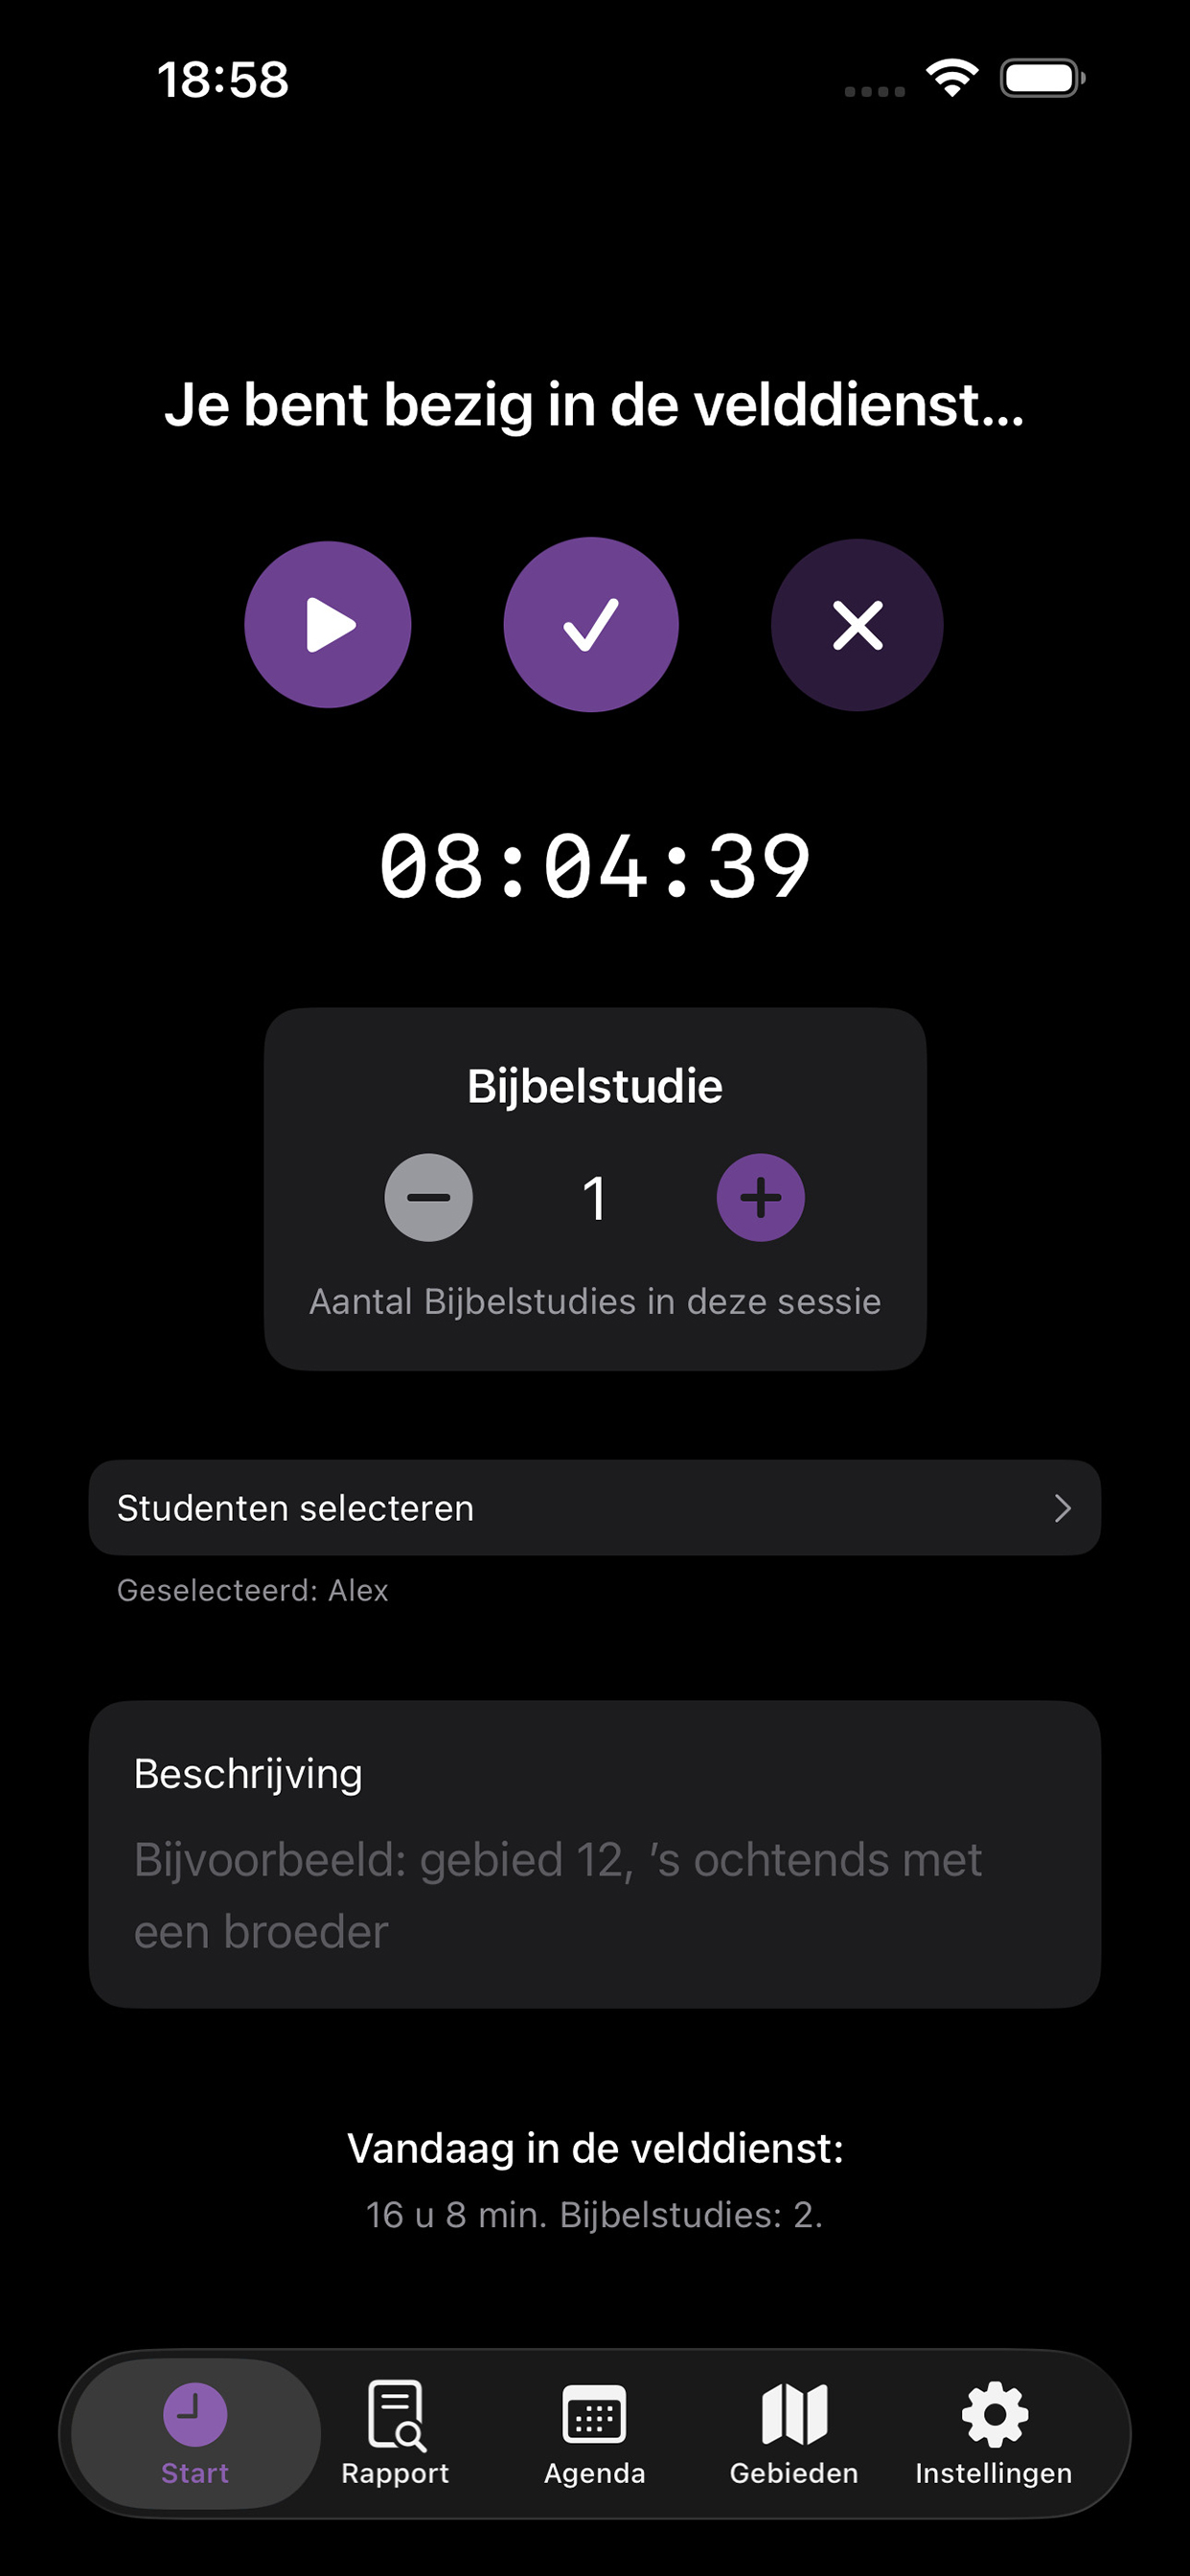 18:58
Je bent bezig in de velddienst...
08:04:39
Bijbelstudie
1
Aantal Bijbelstudies in deze sessie
Studenten selecteren
Geselecteerd: Alex
Beschrijving
Bijvoorbeeld: gebied 12, ’s ochtends met
een broeder
Vandaag in de velddienst:
16 u 8 min. Bijbelstudies: 2.
Start
Rapport
Agenda
Gebieden
Instellingen